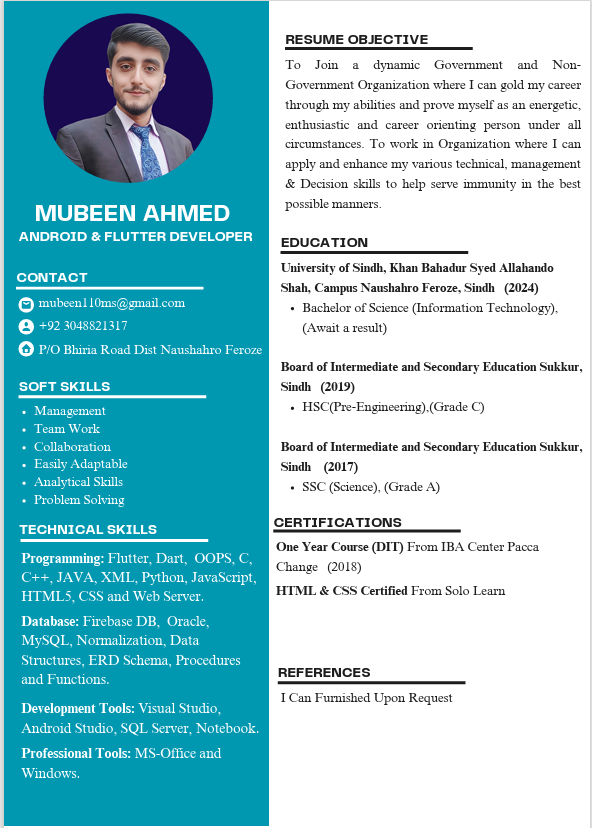 MUBEEN AHMED
ANDROID & FLUTTER DEVELOPER
CONTACT
mubeen110ms@gmail.com
+92 3048821317
P/O Bhiria Road Dist Naushahro Feroze
SOFT SKILLS
• Management
• Team Work
• Collaboration
• Easily Adaptable
• Analytical Skills
• Problem Solving
TECHNICAL SKILLS
Programming: Flutter, Dart, OOPS, C,
C++, JAVA, XML, Python, JavaScript,
HTML5, CSS and Web Server.
Database: Firebase DB, Oracle,
MySQL, Normalization, Data
Structures, ERD Schema, Procedures
and Functions.
Development Tools: Visual Studio,
Android Studio, SQL Server, Notebook.
Professional Tools: MS-Office and
Windows.
RESUME OBJECTIVE
To Join a dynamic Government and Non-
Government Organization where I can gold my career
through my abilities and prove myself as an energetic,
enthusiastic and career orienting person under all
circumstances. To work in Organization where I can
apply and enhance my various technical, management
& Decision skills to help serve immunity in the best
possible manners.
EDUCATION
University of Sindh, Khan Bahadur Syed Allahando
Shah, Campus Naushahro Feroze, Sindh (2024)
• Bachelor of Science (Information Technology),
(Await a result)
Board of Intermediate and Secondary Education Sukkur,
Sindh (2019)
• HSC(Pre-Engineering),(Grade C)
Board of Intermediate and Secondary Education Sukkur,
Sindh (2017)
• SSC (Science), (Grade A)
CERTIFICATIONS
One Year Course (DIT) From IBA Center Pacca
Change (2018)
HTML & CSS Certified From Solo Learn
REFERENCES
I Can Furnished Upon Request